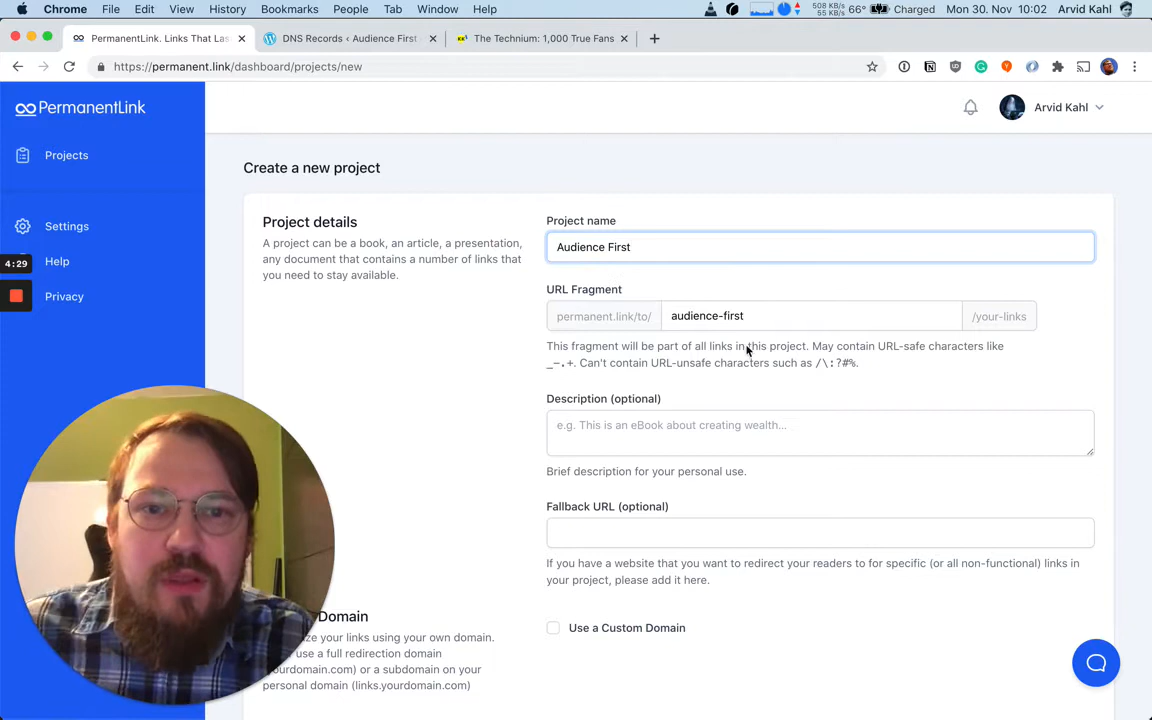 Chrome File Edit View History Bookmarks People Tab Window Help 508 KB/s 55 KB/s 66° Charged Mon 30. Nov 10:02 Arvid Kahl
PermanentLink. Links That Las DNS Records ‹ Audience First The Technium: 1,000 True Fans
https://permanent.link/dashboard/projects/new
PermanentLink
Arvid Kahl
Projects
Settings
4:29
Help
Privacy
Create a new project
Project details
A project can be a book, an article, a presentation,
any document that contains a number of links that
you need to stay available.
Project name
Audience First
URL Fragment
permanent.link/to/ audience-first /your-links
This fragment will be part of all links in this project. May contain URL-safe characters like
_-.+. Can't contain URL-unsafe characters such as /\:?#%.
Description (optional)
e.g. This is an eBook about creating wealth...
Brief description for your personal use.
Fallback URL (optional)
If you have a website that you want to redirect your readers to for specific (or all non-functional) links in
your project, please add it here.
Domain
ze your links using your own domain.
use a full redirection domain
ourdomain.com) or a subdomain on your
personal domain (links.yourdomain.com)
Use a Custom Domain